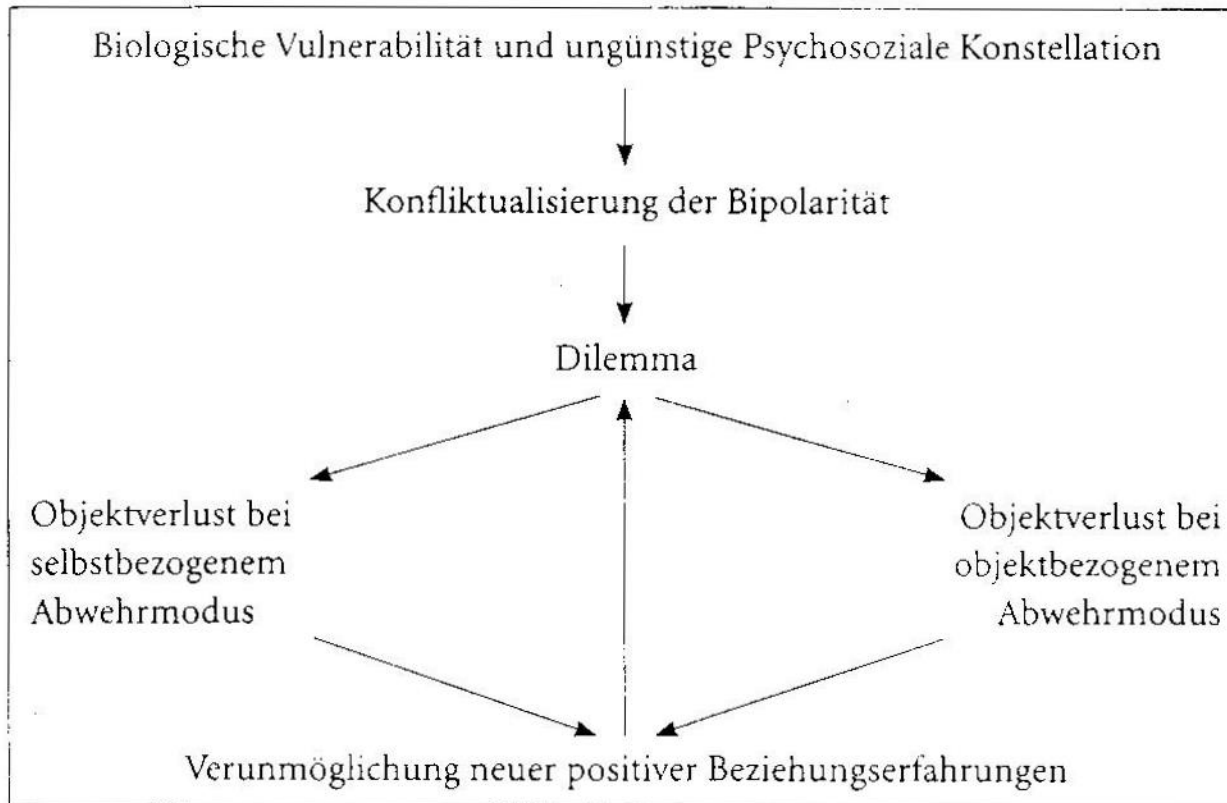 Biologische Vulnerabilität und ungünstige Psychosoziale Konstellation
Konfliktualisierung der Bipolarität
Dilemma
Objektverlust bei
selbstbezogenem
Abwehrmodus
Objektverlust bei
objektbezogenem
Abwehrmodus
Verunmöglichung neuer positiver Beziehungserfahrungen